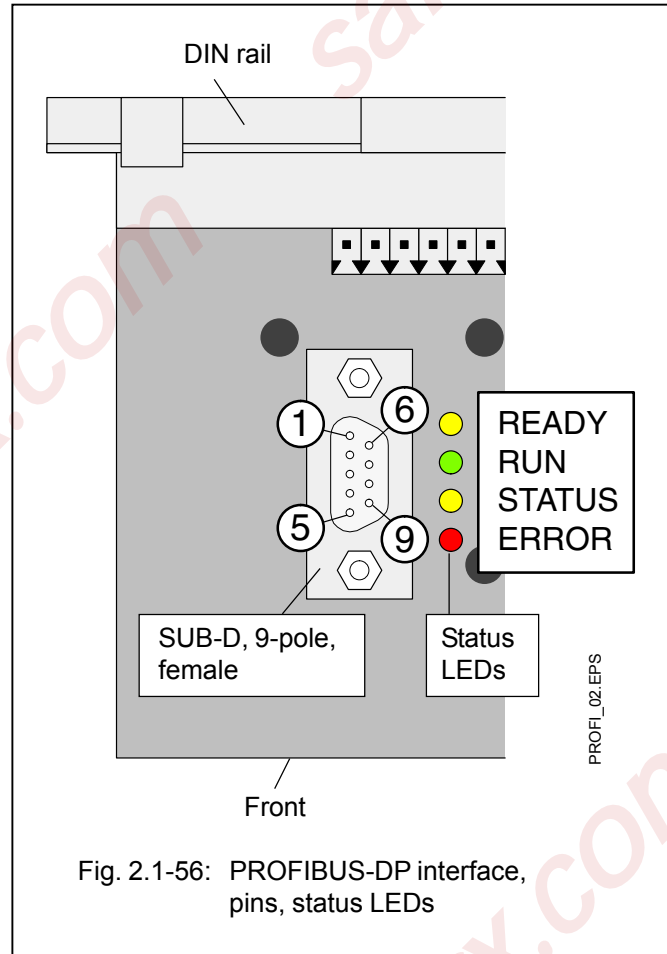 DIN rail
1
6
READY
RUN
STATUS
ERROR
5
9
SUB-D, 9-pole,
female
Status
LEDs
PROFI_02.EPS
Front
Fig. 2.1-56: PROFIBUS-DP interface,
pins, status LEDs